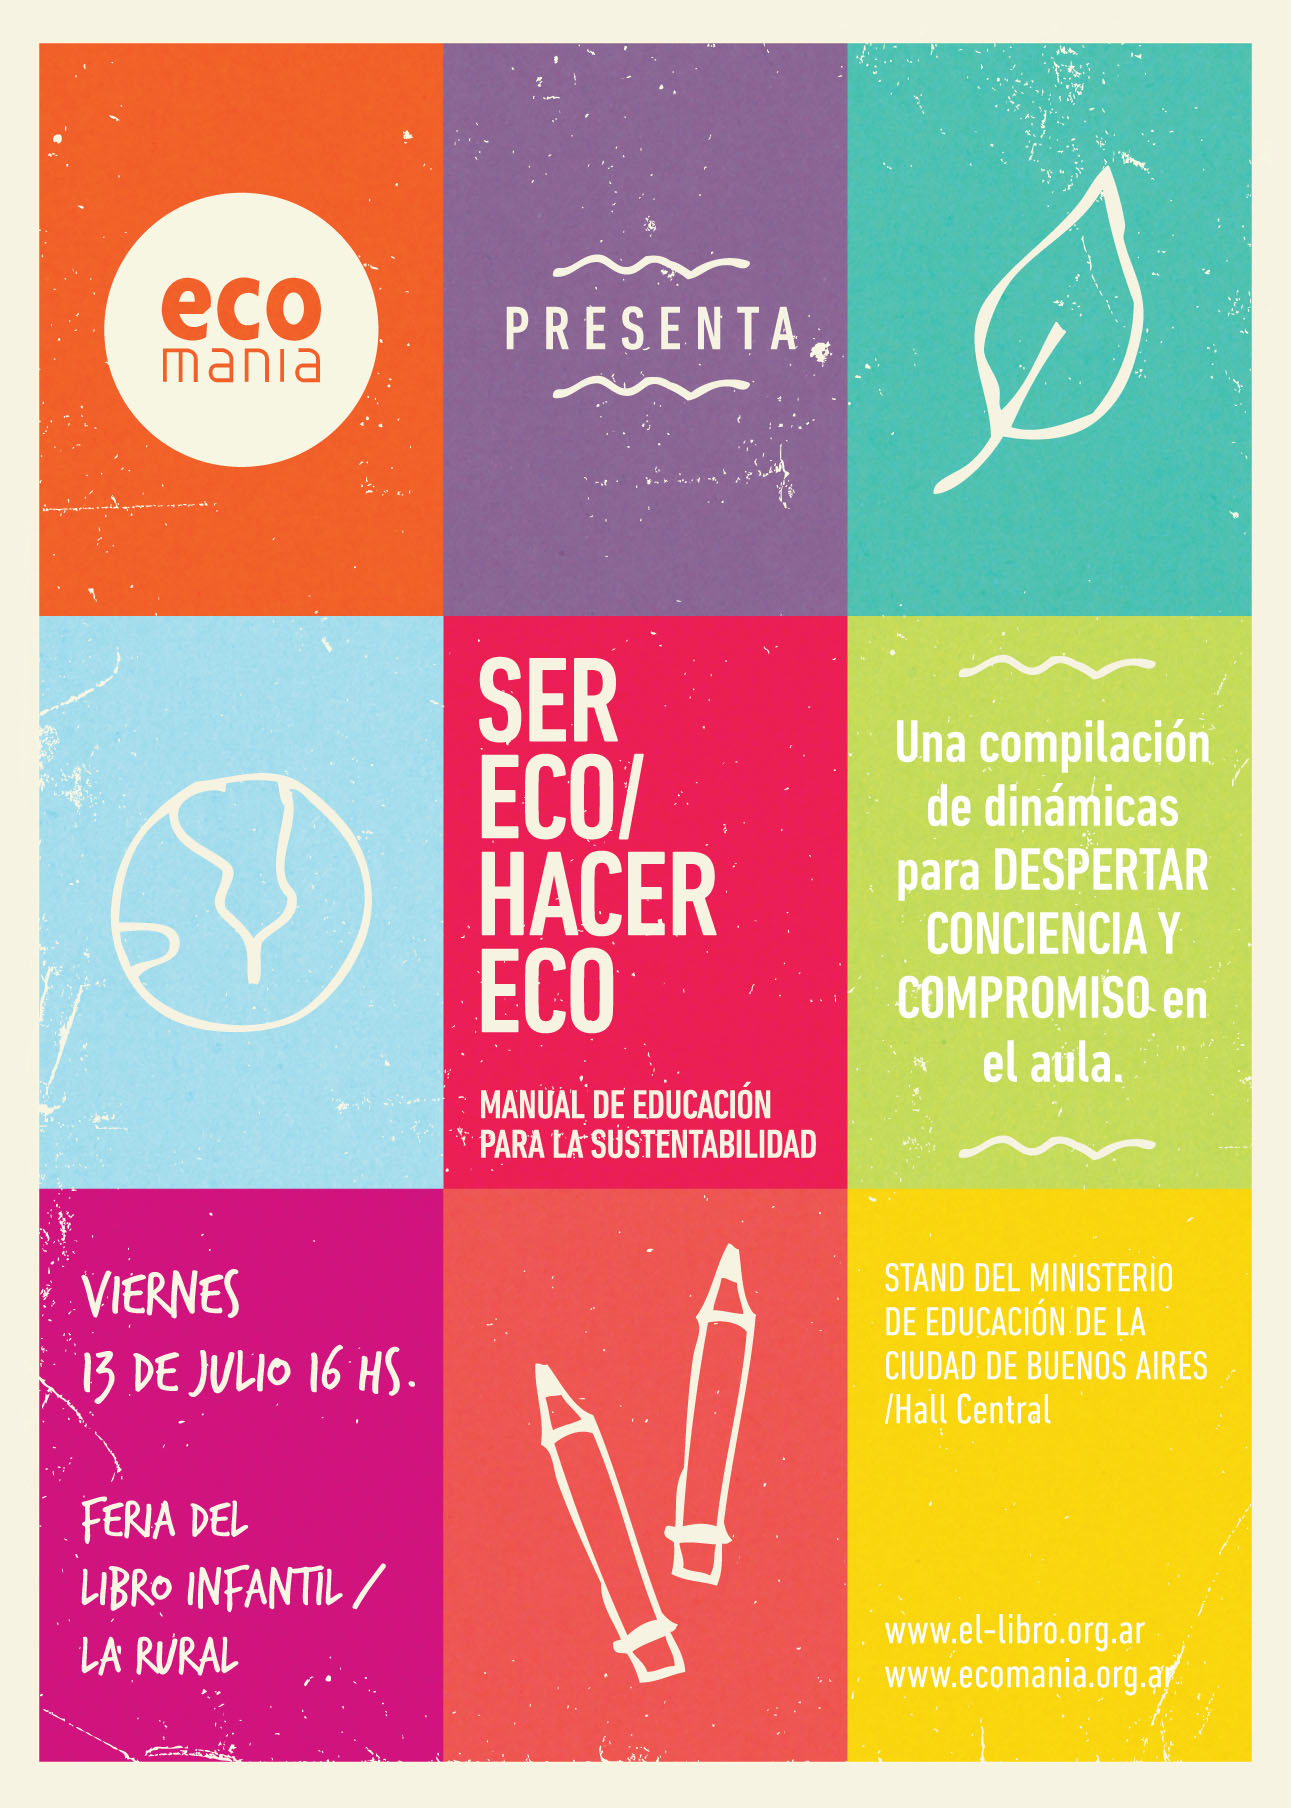 eco
mania
PRESENTA
SER
ECO/
HACER
ECO
MANUAL DE EDUCACIÓN
PARA LA SUSTENTABILIDAD
Una compilación
de dinámicas
para DESPERTAR
CONCIENCIA Y
COMPROMISO en
el aula.
VIERNES
13 DE JULIO 16 HS.
FERIA DEL
LIBRO INFANTIL /
LA RURAL
STAND DEL MINISTERIO
DE EDUCACIÓN DE LA
CIUDAD DE BUENOS AIRES
/Hall Central
www.el-libro.org.ar
www.ecomania.org.ar